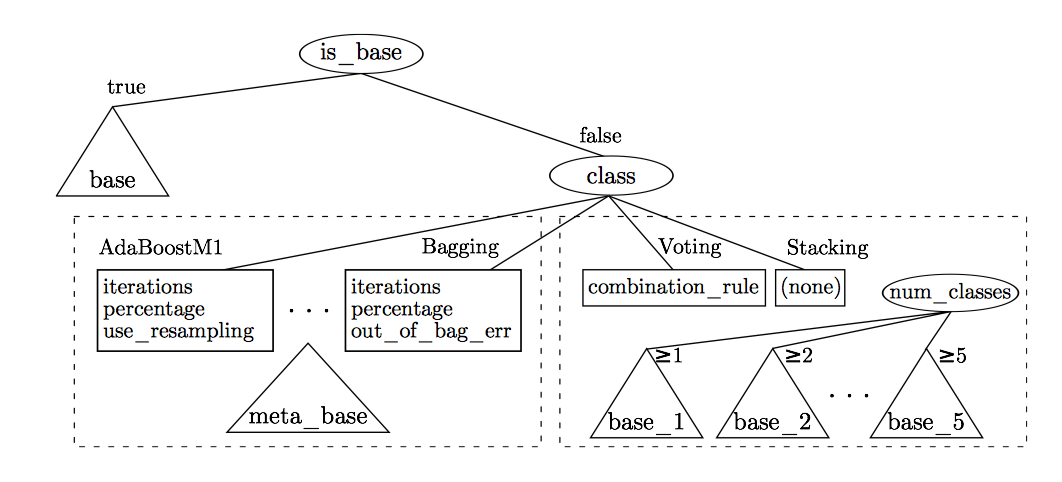 is_base
true
false
base
class
AdaBoostM1
Bagging
Voting
Stacking
iterations
percentage
use_resampling
. . .
iterations
percentage
out_of_bag_err
combination_rule
(none)
num_classes
meta_base
≥1
≥2
≥5
base_1
base_2
. . .
base_5